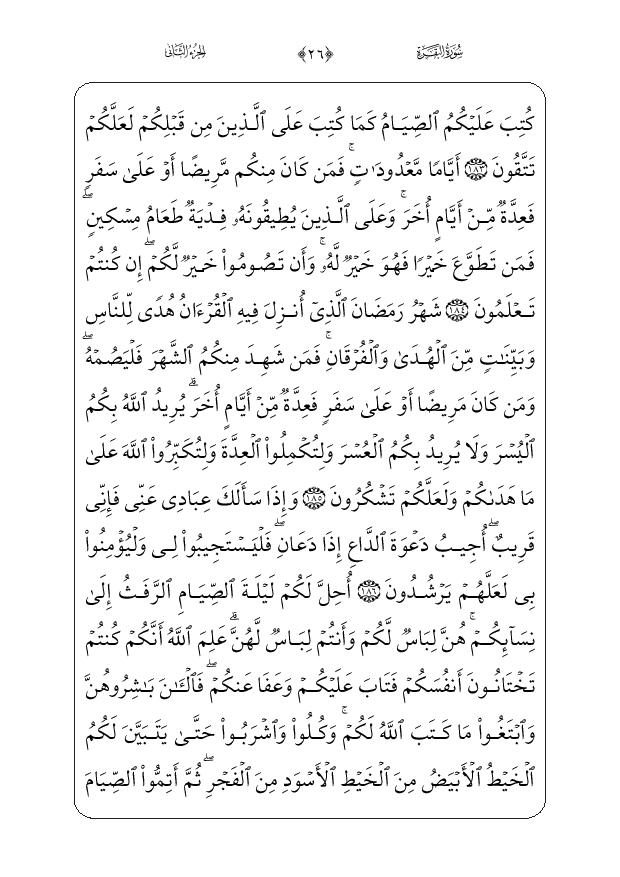 سُورَةُ البَقَرَةِ ﴿٢٦﴾ الجزءُ الثَّانِي
كُتِبَ عَلَيۡكُمُ ٱلصِّيَامُ كَمَا كُتِبَ عَلَى ٱلَّذِينَ مِن قَبۡلِكُمۡ لَعَلَّكُمۡ
تَتَّقُونَ ١٨٣ أَيَّامٗا مَّعۡدُودَٰتٖۚ فَمَن كَانَ مِنكُم مَّرِيضًا أَوۡ عَلَىٰ سَفَرٖ
فَعِدَّةٞ مِّنۡ أَيَّامٍ أُخَرَۚ وَعَلَى ٱلَّذِينَ يُطِيقُونَهُۥ فِدۡيَةٞ طَعَامُ مِسۡكِينٖۖ
فَمَن تَطَوَّعَ خَيۡرٗا فَهُوَ خَيۡرٞ لَّهُۥۚ وَأَن تَصُومُواْ خَيۡرٞ لَّكُمۡۖ إِن كُنتُمۡ
تَعۡلَمُونَ ١٨٤ شَهۡرُ رَمَضَانَ ٱلَّذِيٓ أُنزِلَ فِيهِ ٱلۡقُرۡءَانُ هُدٗى لِّلنَّاسِ
وَبَيِّنَٰتٖ مِّنَ ٱلۡهُدَىٰ وَٱلۡفُرۡقَانِۚ فَمَن شَهِدَ مِنكُمُ ٱلشَّهۡرَ فَلۡيَصُمۡهُۖ
وَمَن كَانَ مَرِيضًا أَوۡ عَلَىٰ سَفَرٖ فَعِدَّةٞ مِّنۡ أَيَّامٍ أُخَرَۗ يُرِيدُ ٱللَّهُ بِكُمُ
ٱلۡيُسۡرَ وَلَا يُرِيدُ بِكُمُ ٱلۡعُسۡرَ وَلِتُكۡمِلُواْ ٱلۡعِدَّةَ وَلِتُكَبِّرُواْ ٱللَّهَ عَلَىٰ
مَا هَدَىٰكُمۡ وَلَعَلَّكُمۡ تَشۡكُرُونَ ١٨٥ وَإِذَا سَأَلَكَ عِبَادِي عَنِّي فَإِنِّي
قَرِيبٌۖ أُجِيبُ دَعۡوَةَ ٱلدَّاعِ إِذَا دَعَانِۖ فَلۡيَسۡتَجِيبُواْ لِي وَلۡيُؤۡمِنُواْ
بِي لَعَلَّهُمۡ يَرۡشُدُونَ ١٨٦ أُحِلَّ لَكُمۡ لَيۡلَةَ ٱلصِّيَامِ ٱلرَّفَثُ إِلَىٰ
نِسَآئِكُمۡۚ هُنَّ لِبَاسٞ لَّكُمۡ وَأَنتُمۡ لِبَاسٞ لَّهُنَّۗ عَلِمَ ٱللَّهُ أَنَّكُمۡ كُنتُمۡ
تَخۡتَانُونَ أَنفُسَكُمۡ فَتَابَ عَلَيۡكُمۡ وَعَفَا عَنكُمۡۖ فَٱلۡـَٰٔنَ بَٰشِرُوهُنَّ
وَٱبۡتَغُواْ مَا كَتَبَ ٱللَّهُ لَكُمۡۚ وَكُلُواْ وَٱشۡرَبُواْ حَتَّىٰ يَتَبَيَّنَ لَكُمُ
ٱلۡخَيۡطُ ٱلۡأَبۡيَضُ مِنَ ٱلۡخَيۡطِ ٱلۡأَسۡوَدِ مِنَ ٱلۡفَجۡرِۖ ثُمَّ أَتِمُّواْ ٱلصِّيَامَ